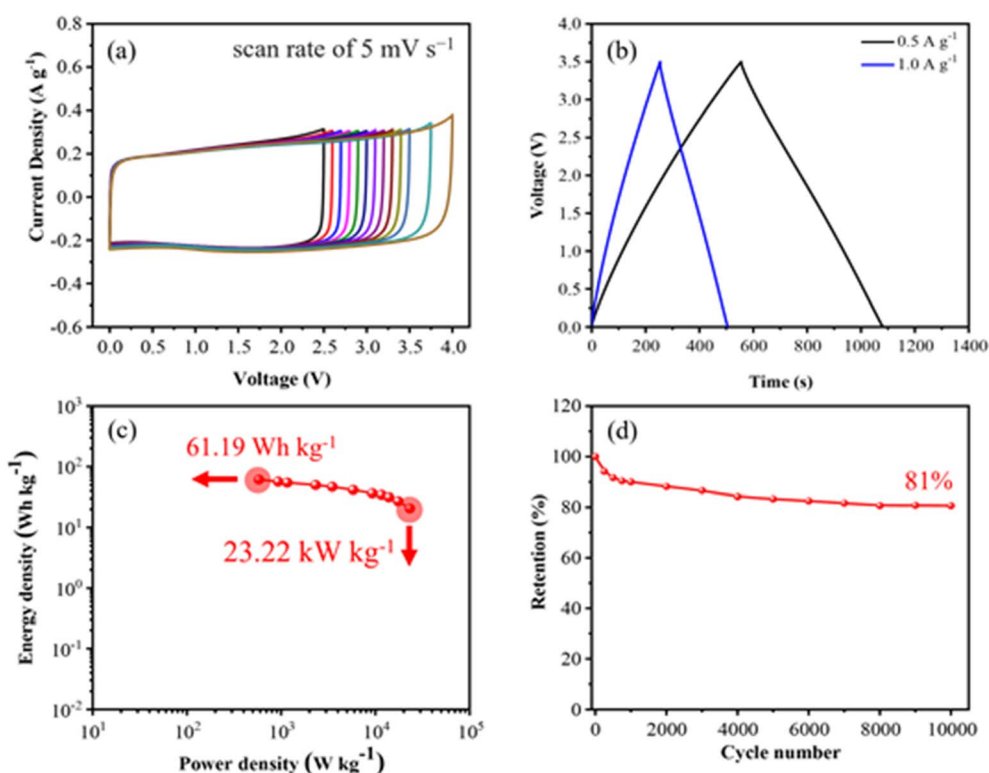 (a)
scan rate of 5 mV s⁻¹
Current Density (A g⁻¹)
0.8
0.6
0.4
0.2
0.0
-0.2
-0.4
-0.6
0.0 0.5 1.0 1.5 2.0 2.5 3.0 3.5 4.0
Voltage (V)
(b)
0.5 A g⁻¹
1.0 A g⁻¹
Voltage (V)
4.0
3.5
3.0
2.5
2.0
1.5
1.0
0.5
0.0
0 200 400 600 800 1000 1200 1400
Time (s)
(c)
61.19 Wh kg⁻¹
23.22 kW kg⁻¹
Energy density (Wh kg⁻¹)
10³
10²
10¹
10⁰
10⁻¹
10⁻²
10¹ 10² 10³ 10⁴ 10⁵
Power density (W kg⁻¹)
(d)
81%
Retention (%)
120
100
80
60
40
20
0
0 2000 4000 6000 8000 10000
Cycle number